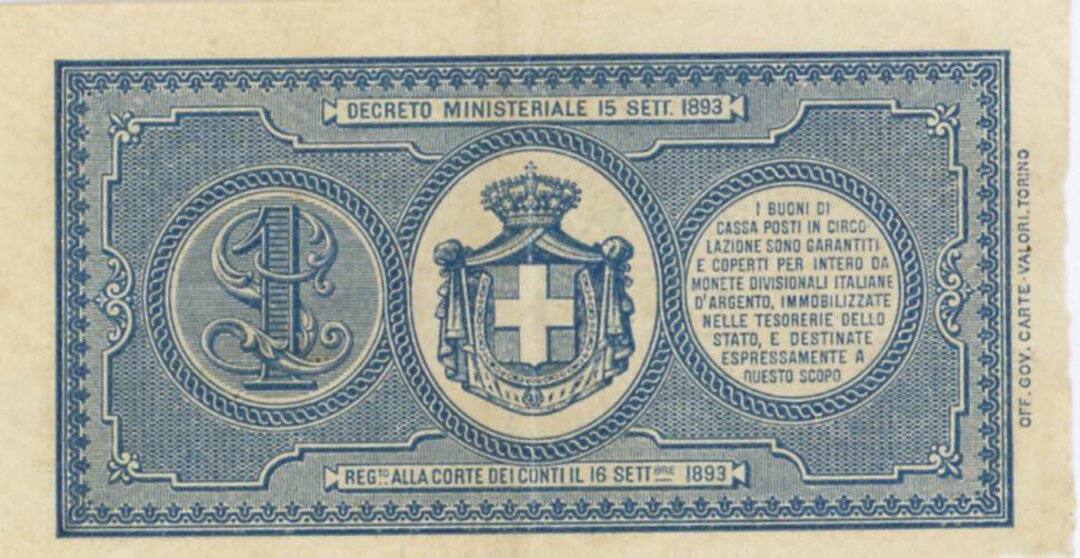 DECRETO MINISTERIALE 15 SETT. 1893
1
I BUONI DI
CASSA POSTI IN CIRCO-
LAZIONE SONO GARANTITI
E COPERTI PER INTERO DA
MONETE DIVISIONALI ITALIANE
D'ARGENTO, IMMOBILIZZATE
NELLE TESORERIE DELLO
STATO, E DESTINATE
ESPRESSAMENTE A
QUESTO SCOPO
REG.TO ALLA CORTE DEI CONTI IL 16 SETTBRE 1893
OFF. GOV. CARTE-VALORI. TORINO